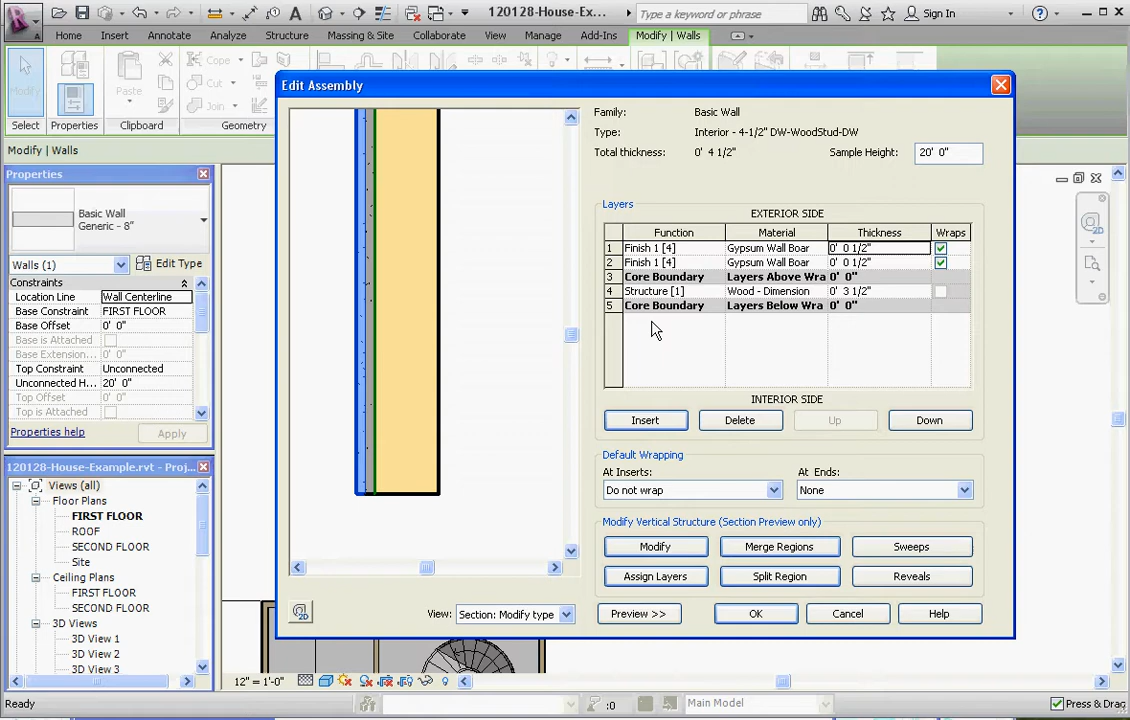 120128-House-Ex...
Type a keyword or phrase
Sign In
Home Insert Annotate Analyze Structure Massing & Site Collaborate View Manage Add-Ins Modify | Walls
Modify
Paste
Cope
Cut
Join
Select Properties Clipboard Geometry
Modify | Walls
Properties
Basic Wall
Generic - 8"
Walls (1) Edit Type
Constraints
Location Line Wall Centerline
Base Constraint FIRST FLOOR
Base Offset 0' 0"
Base is Attached
Base Extension...
0' 0"
Top Constraint Unconnected
Unconnected H... 20' 0"
Top Offset 0' 0"
Top is Attached
Properties help Apply
120128-House-Example.rvt - Proj...
Views (all)
Floor Plans
FIRST FLOOR
ROOF
SECOND FLOOR
Site
Ceiling Plans
FIRST FLOOR
SECOND FLOOR
3D Views
3D View 1
3D View 2
3D View 3
Edit Assembly
Family: Basic Wall
Type: Interior - 4-1/2" DW-WoodStud-DW
Total thickness: 0' 4 1/2" Sample Height: 20' 0"
Layers
EXTERIOR SIDE
Function Material Thickness Wraps
1 Finish 1 [4] Gypsum Wall Boar 0' 0 1/2"
2 Finish 1 [4] Gypsum Wall Boar 0' 0 1/2"
3 Core Boundary Layers Above Wra 0' 0"
4 Structure [1] Wood - Dimension 0' 3 1/2"
5 Core Boundary Layers Below Wra 0' 0"
INTERIOR SIDE
Insert Delete Up Down
Default Wrapping
At Inserts: At Ends:
Do not wrap None
Modify Vertical Structure (Section Preview only)
Modify Merge Regions Sweeps
Assign Layers Split Region Reveals
2D
View: Section: Modify type
Preview >> OK Cancel Help
12" = 1'-0"
Ready
:0
Main Model
Press & Drag